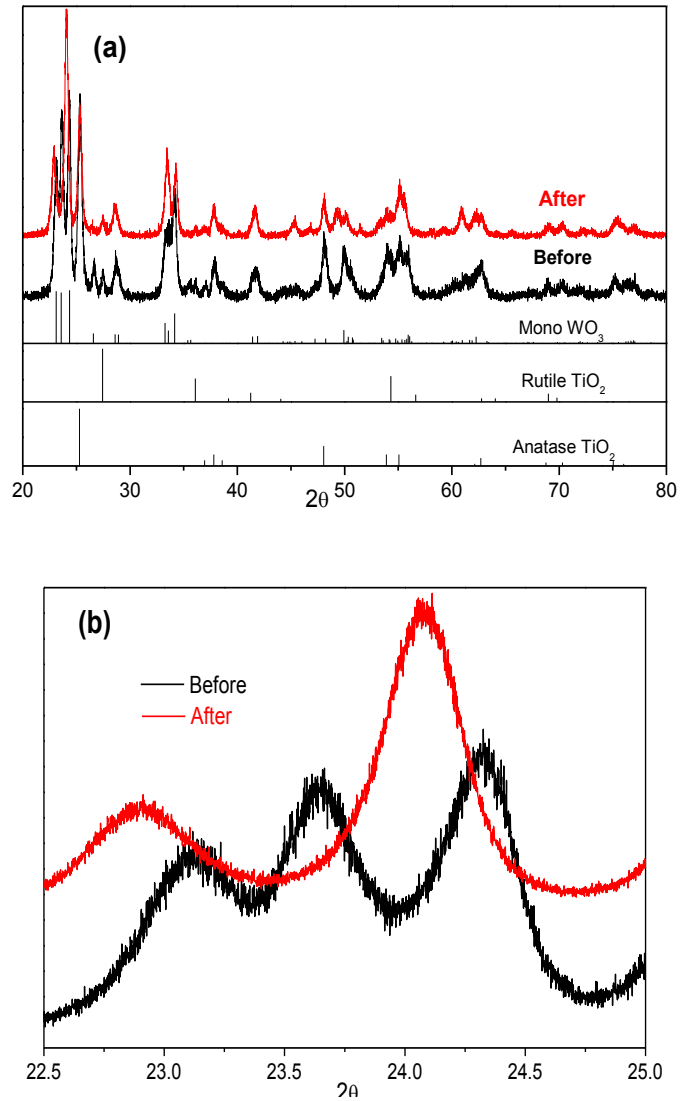 (a)
After
Before
Mono WO₃
Rutile TiO₂
Anatase TiO₂
20 30 40 50 60 70 80
2θ
(b)
Before
After
22.5 23.0 23.5 24.0 24.5 25.0
2θ